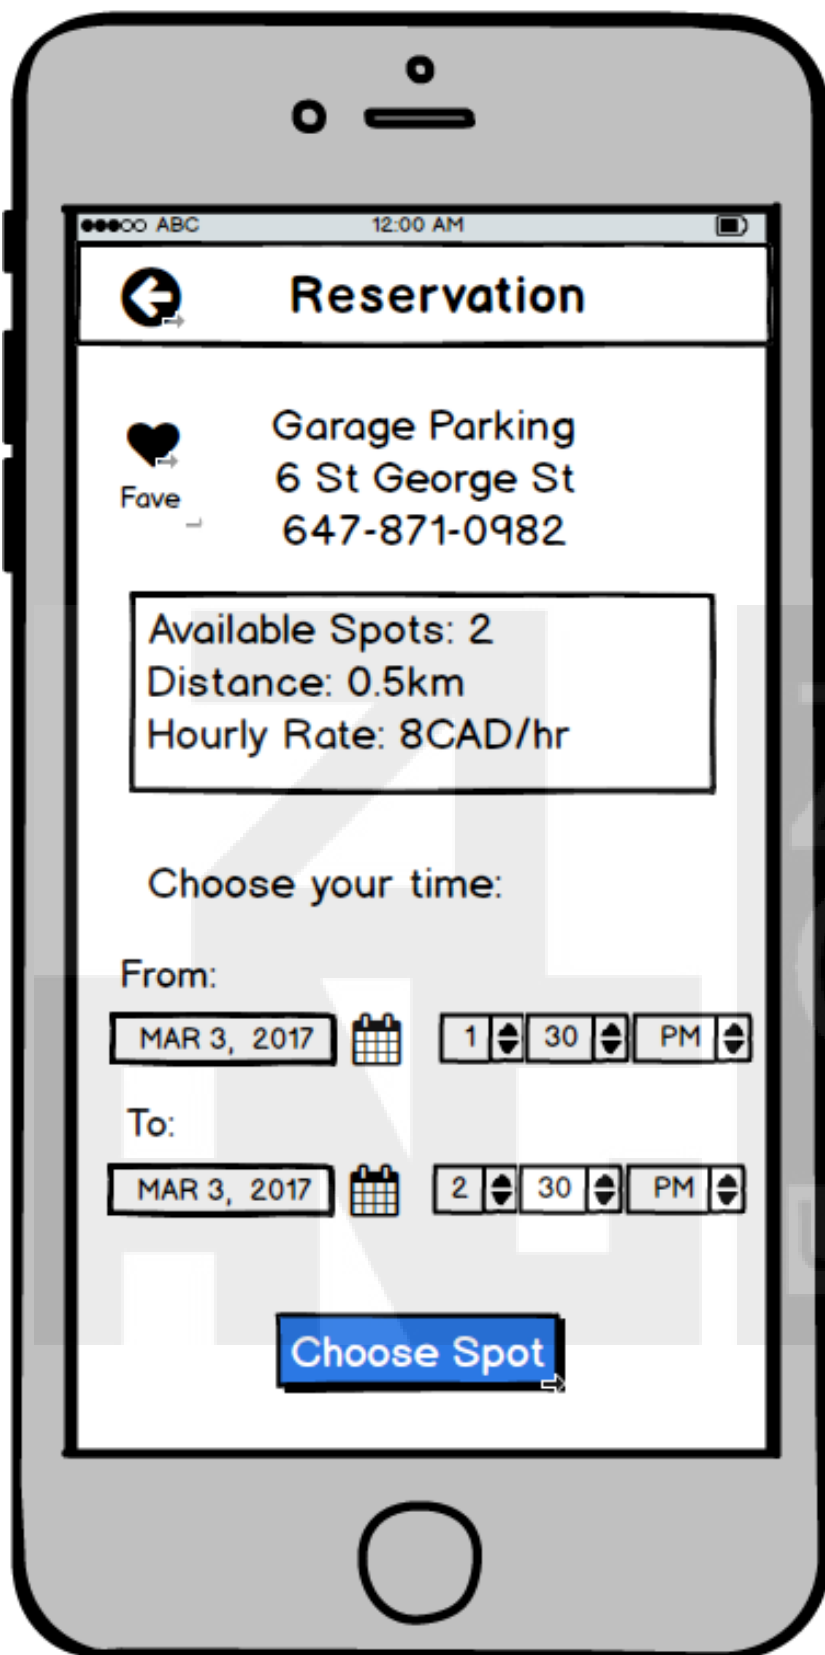 ABC 12:00 AM
Reservation
Garage Parking
6 St George St
647-871-0982
Fave
Available Spots: 2
Distance: 0.5km
Hourly Rate: 8CAD/hr
Choose your time:
From:
MAR 3, 2017 1 30 PM
To:
MAR 3, 2017 2 30 PM
Choose Spot